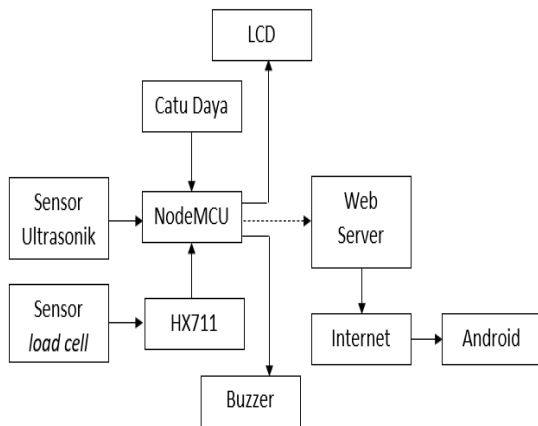 LCD
Catu Daya
Sensor
Ultrasonik
NodeMCU
Web
Server
Sensor
load cell
HX711
Internet
Android
Buzzer